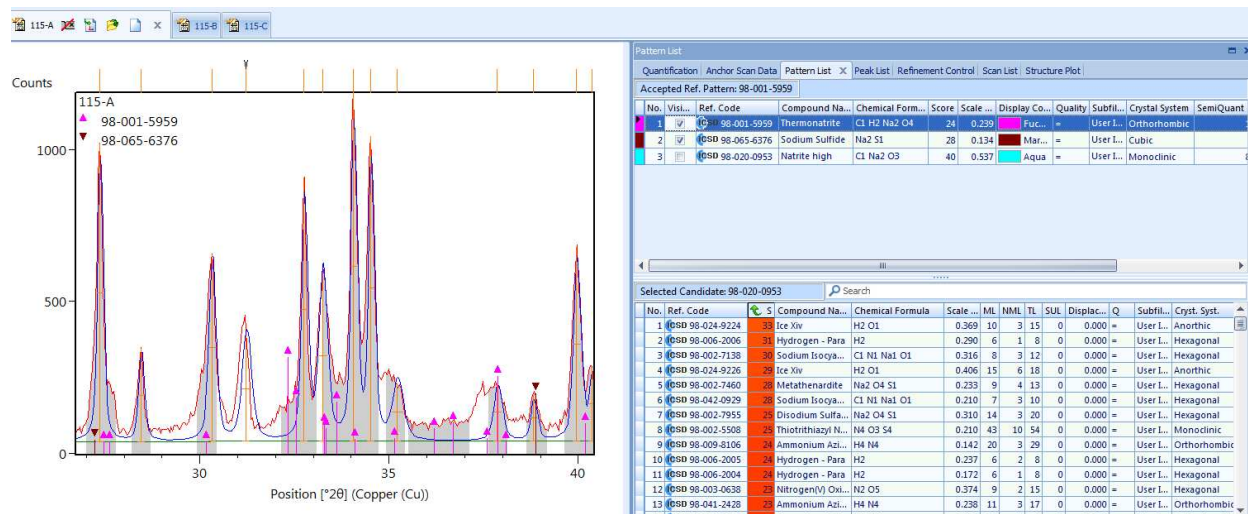 115-A x 115-B 115-C
Counts
115-A
98-001-5959
98-065-6376
1000
500
0
30 35 40
Position [°2θ] (Copper (Cu))
Pattern List
Quantification Anchor Scan Data Pattern List X Peak List Refinement Control Scan List Structure Plot
Accepted Ref. Pattern: 98-001-5959
No. Visi... Ref. Code Compound Na... Chemical Form... Score Scale ... Display Co... Quality Subfil... Crystal System SemiQuant
1 ICSD 98-001-5959 Thermonatrite C1 H2 Na2 O4 24 0.239 Fuc... = User I... Orthorhombic
2 ICSD 98-065-6376 Sodium Sulfide Na2 S1 28 0.134 Mar... = User I... Cubic
3 ICSD 98-020-0953 Natrite high C1 Na2 O3 40 0.537 Aqua = User I... Monoclinic
Selected Candidate: 98-020-0953 Search
No. Ref. Code S Compound Na... Chemical Formula Scale ... ML NML TL SUL Displac... Q Subfil... Cryst. Syst.
1 ICSD 98-024-9224 33 Ice Xiv H2 O1 0.369 10 3 15 0 0.000 = User I... Anorthic
2 ICSD 98-006-2006 31 Hydrogen - Para H2 0.290 6 1 8 0 0.000 = User I... Hexagonal
3 ICSD 98-002-7138 30 Sodium Isocya... C1 N1 Na1 O1 0.316 8 3 12 0 0.000 = User I... Hexagonal
4 ICSD 98-024-9226 29 Ice Xiv H2 O1 0.406 15 6 18 0 0.000 = User I... Anorthic
5 ICSD 98-002-7460 28 Metathenardite Na2 O4 S1 0.233 9 4 13 0 0.000 = User I... Hexagonal
6 ICSD 98-042-0929 28 Sodium Isocya... C1 N1 Na1 O1 0.210 7 3 10 0 0.000 = User I... Hexagonal
7 ICSD 98-002-7955 25 Disodium Sulfa... Na2 O4 S1 0.310 14 3 20 0 0.000 = User I... Hexagonal
8 ICSD 98-002-5508 25 Thiotrithiazyl N... N4 O3 S4 0.210 43 10 54 0 0.000 = User I... Monoclinic
9 ICSD 98-009-8106 24 Ammonium Azi... H4 N4 0.142 20 3 29 0 0.000 = User I... Orthorhombic
10 ICSD 98-006-2005 24 Hydrogen - Para H2 0.237 6 2 8 0 0.000 = User I... Hexagonal
11 ICSD 98-006-2004 24 Hydrogen - Para H2 0.172 6 1 8 0 0.000 = User I... Hexagonal
12 ICSD 98-003-0638 23 Nitrogen(V) Oxi... N2 O5 0.374 9 2 15 0 0.000 = User I... Hexagonal
13 ICSD 98-041-2428 23 Ammonium Azi... H4 N4 0.238 11 3 17 0 0.000 = User I... Orthorhombic